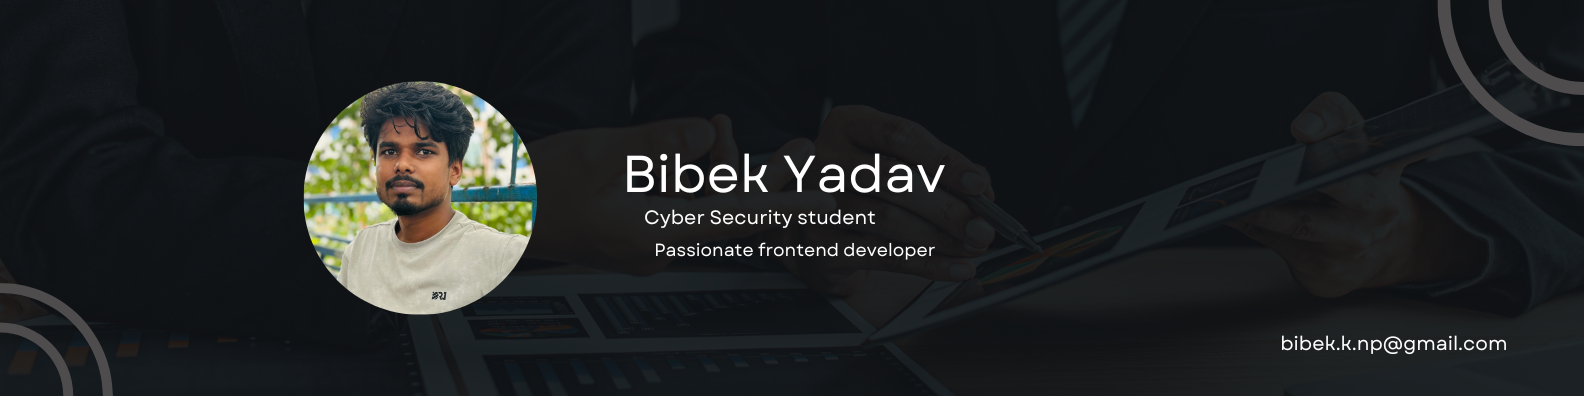 Bibek Yadav
Cyber Security student
Passionate frontend developer
bibek.k.np@gmail.com